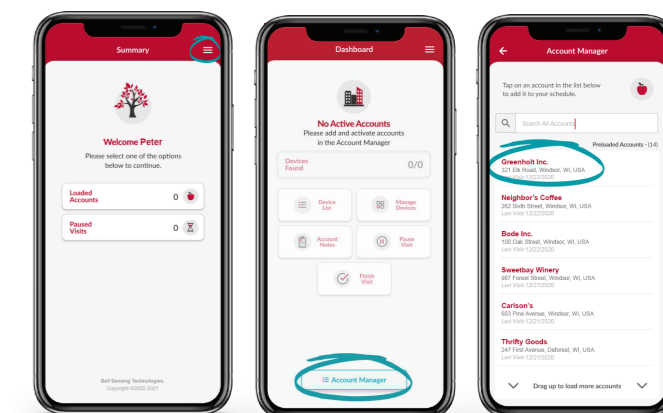 Summary
Welcome Peter
Please select one of the options
below to continue.
Loaded
Accounts
0
Paused
Visits
0
Bell Sensing Technologies.
Copyright ©2002-2021
Dashboard
No Active Accounts
Please add and activate accounts
in the Account Manager
Devices
Found
0/0
Device
List
Manage
Devices
Account
Notes
Pause
Visit
Finish
Visit
Account Manager
Account Manager
Tap on an account in the list below
to add it to your schedule.
Search All Accounts
Preloaded Accounts - (14)
Greenholt Inc.
321 Elk Road, Windsor, WI, USA
Last Visit: 12/22/2020
Neighbor's Coffee
262 Sixth Street, Windsor, WI, USA
Last Visit: 12/22/2020
Bode Inc.
100 Oak Street, Windsor, WI, USA
Last Visit: 12/21/2020
Sweetbay Winery
987 Forest Street, Windsor, WI, USA
Last Visit: 12/21/2020
Carlson's
603 Pine Avenue, Windsor, WI, USA
Last Visit: 12/21/2020
Thrifty Goods
247 First Avenue, Deforest, WI, USA
Last Visit: 12/21/2020
Drag up to load more accounts